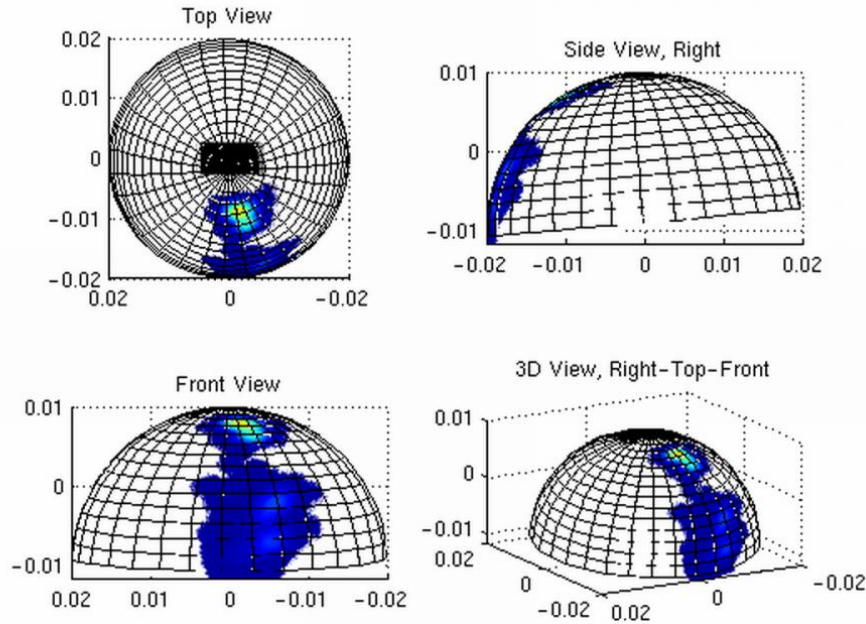 Top View
0.02
0.01
0
-0.01
-0.02
0.02 0 -0.02
Side View, Right
0.01
0
-0.01
-0.02 -0.01 0 0.01 0.02
Front View
0.01
0
-0.01
0.02 0.01 0 -0.01 -0.02
3D View, Right-Top-Front
0.01
0
-0.01
0.02
0
-0.02
0.02
0
-0.02